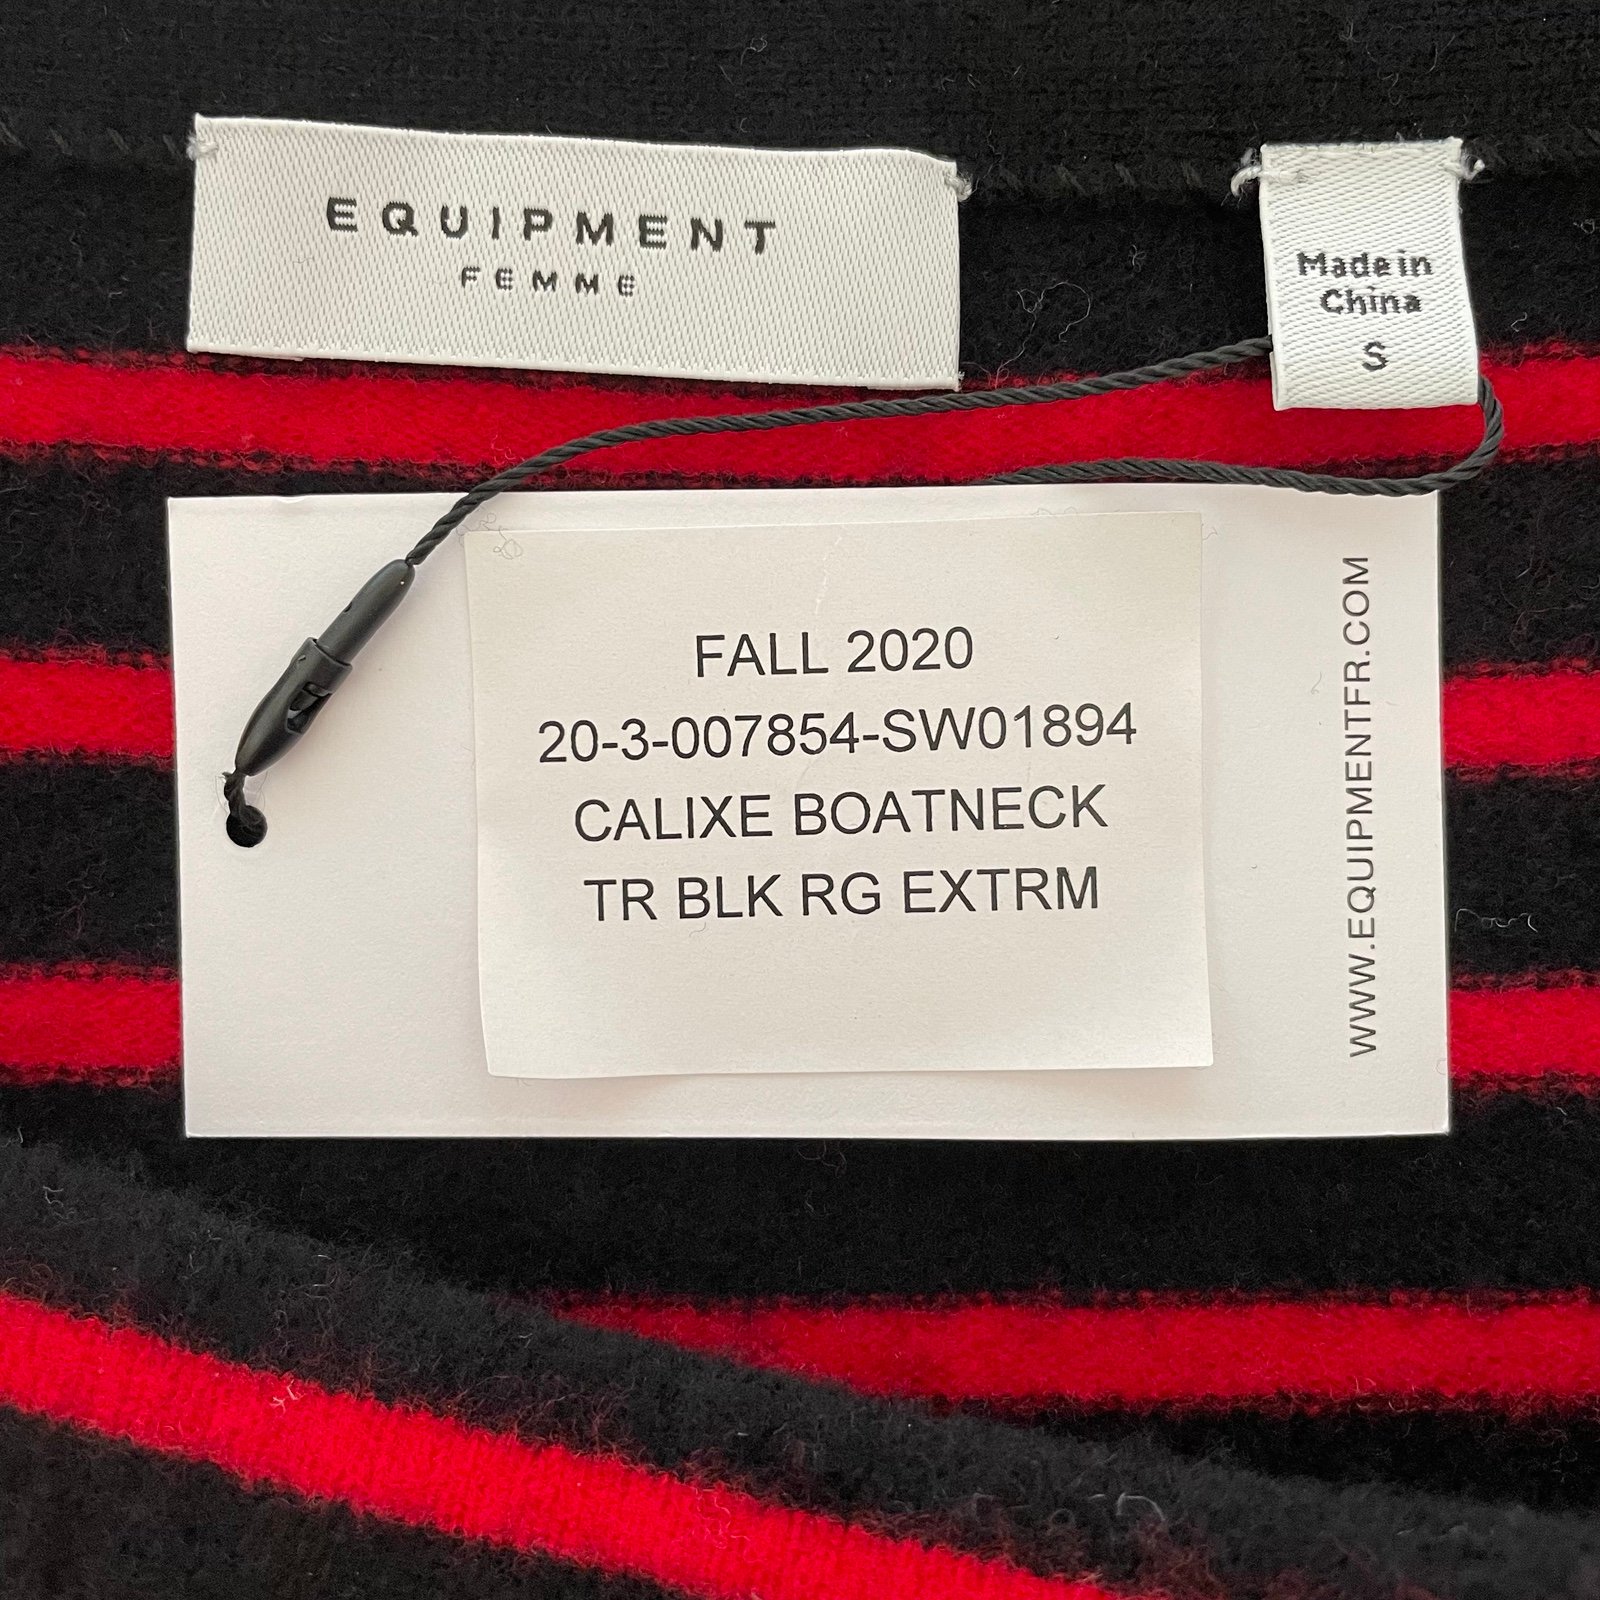 EQUIPMENT
FEMME
Made in
China
S
FALL 2020
20-3-007854-SW01894
CALIXE BOATNECK
TR BLK RG EXTRM
WWW.EQUIPMENTFR.COM